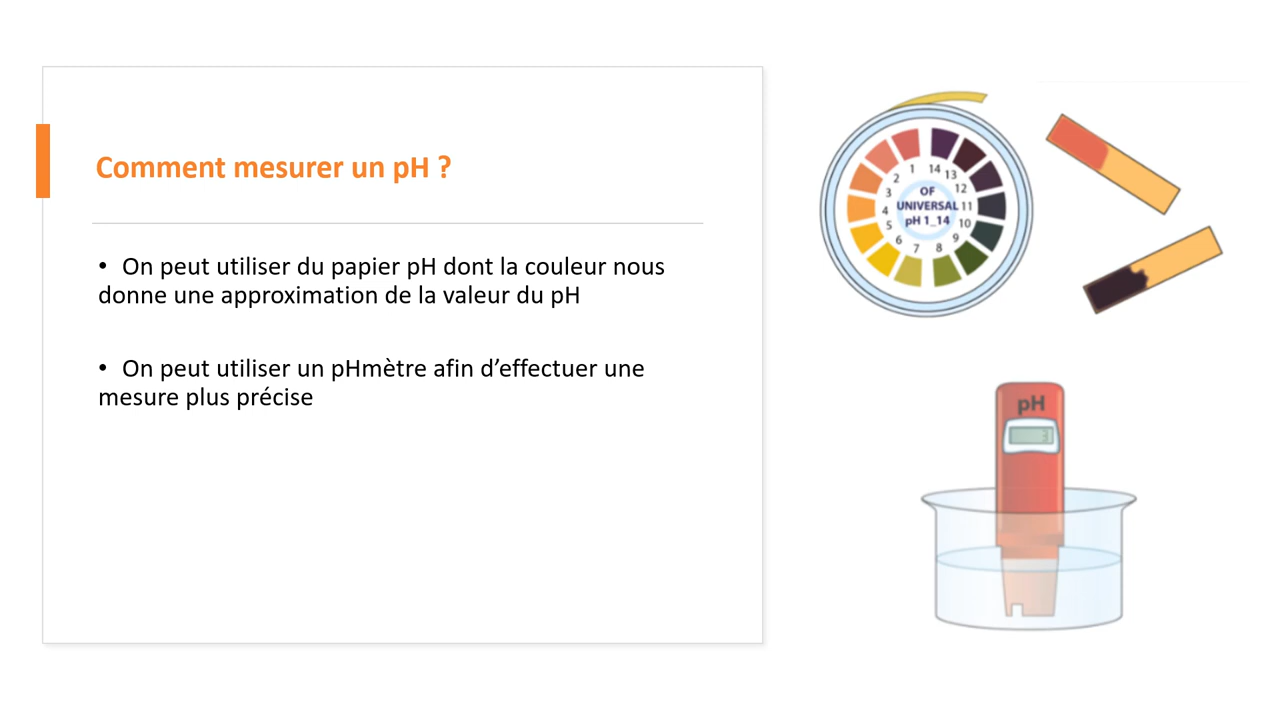 Comment mesurer un pH ?
• On peut utiliser du papier pH dont la couleur nous
donne une approximation de la valeur du pH
• On peut utiliser un pHmètre afin d’effectuer une
mesure plus précise
1 14
2 13
3 12
4 11
5 10
6 9
7 8
OF
UNIVERSAL
pH 1_14
pH
3